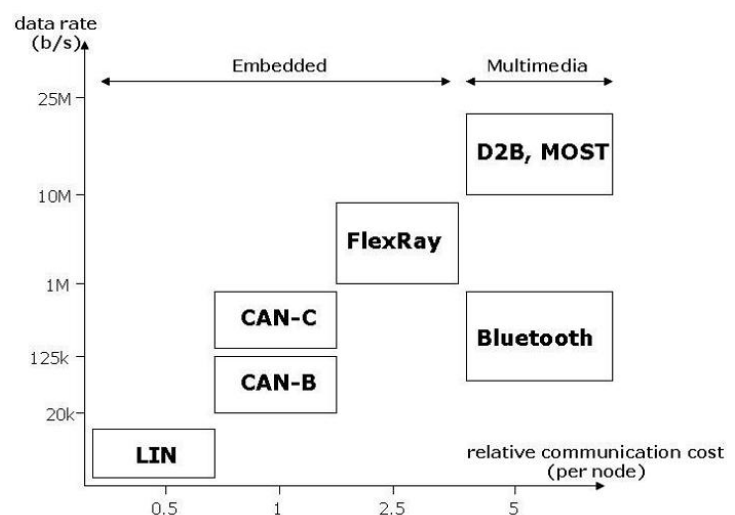 data rate
(b/s)
Embedded
Multimedia
25M
D2B, MOST
10M
FlexRay
1M
CAN-C
Bluetooth
125k
CAN-B
20k
LIN
relative communication cost
(per node)
0.5
1
2.5
5